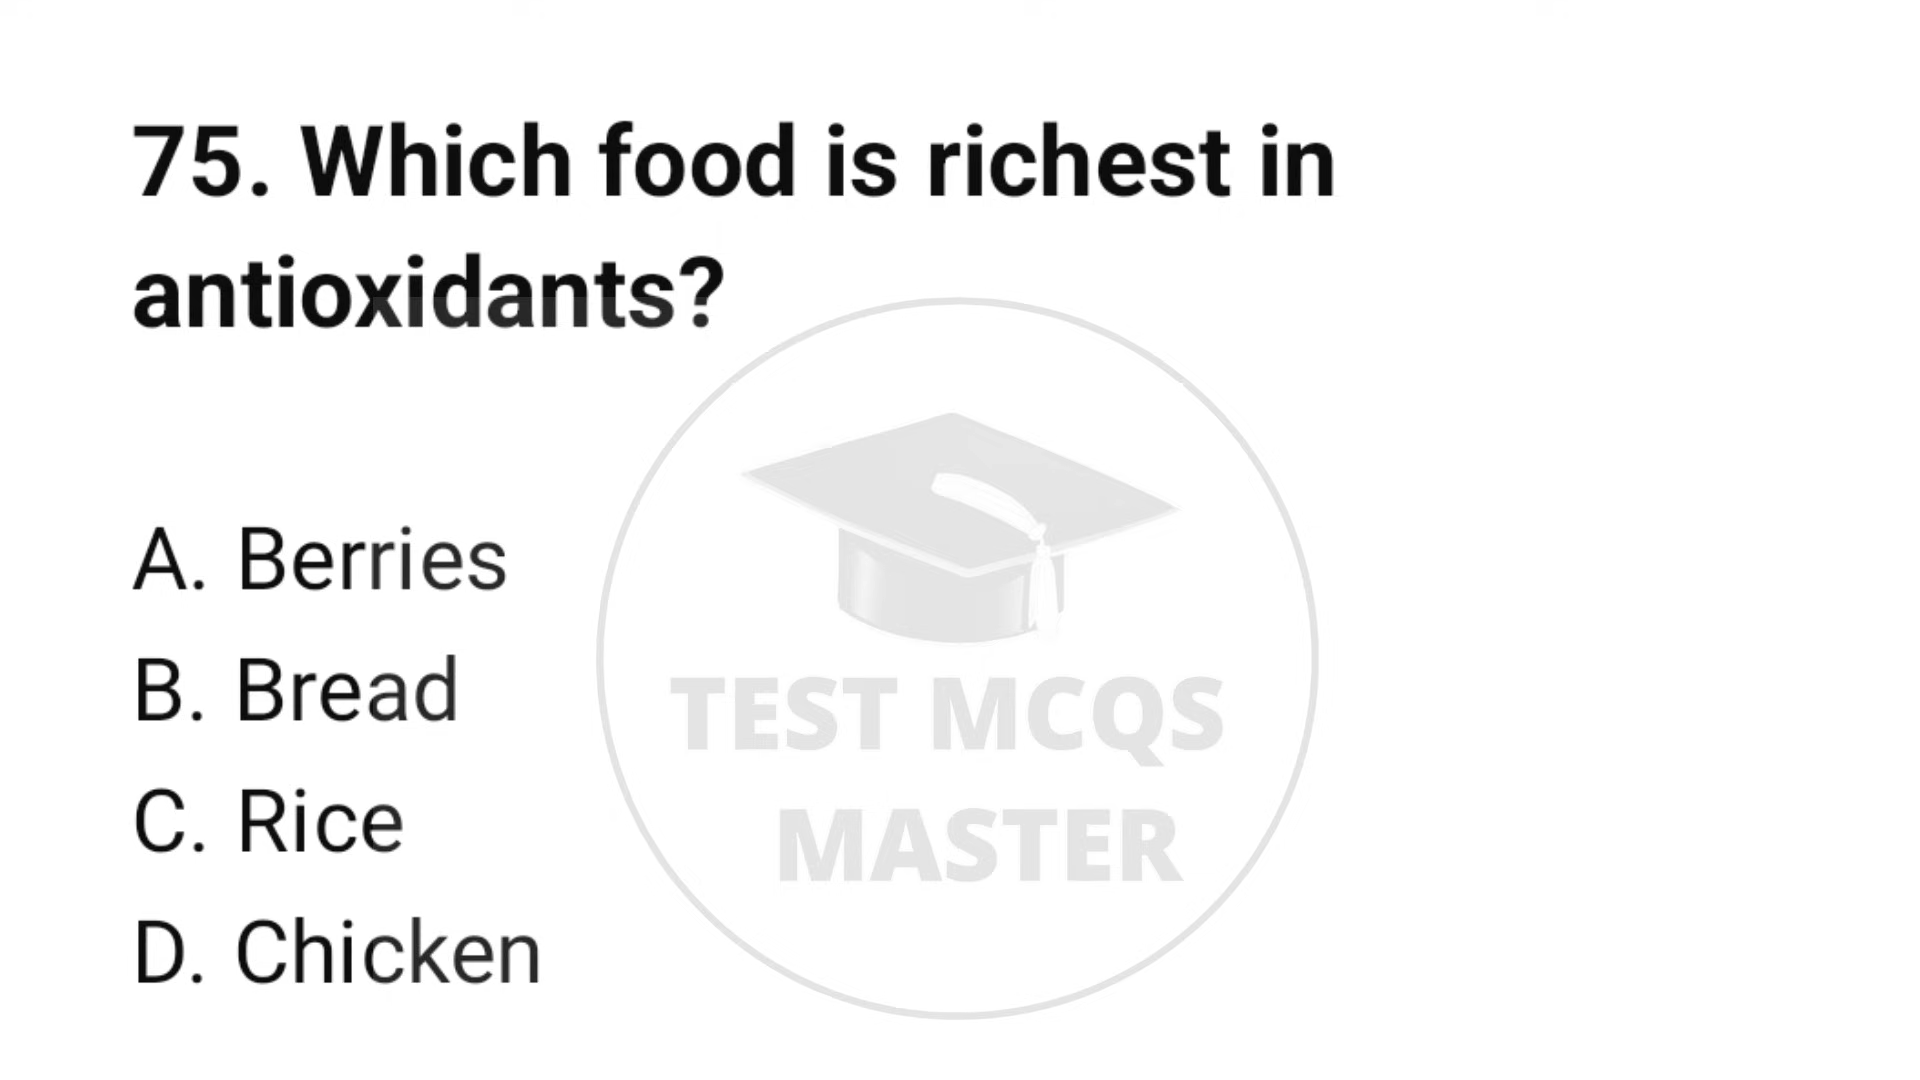 75. Which food is richest in
antioxidants?
A. Berries
B. Bread
C. Rice
D. Chicken
TEST MCQS
MASTER